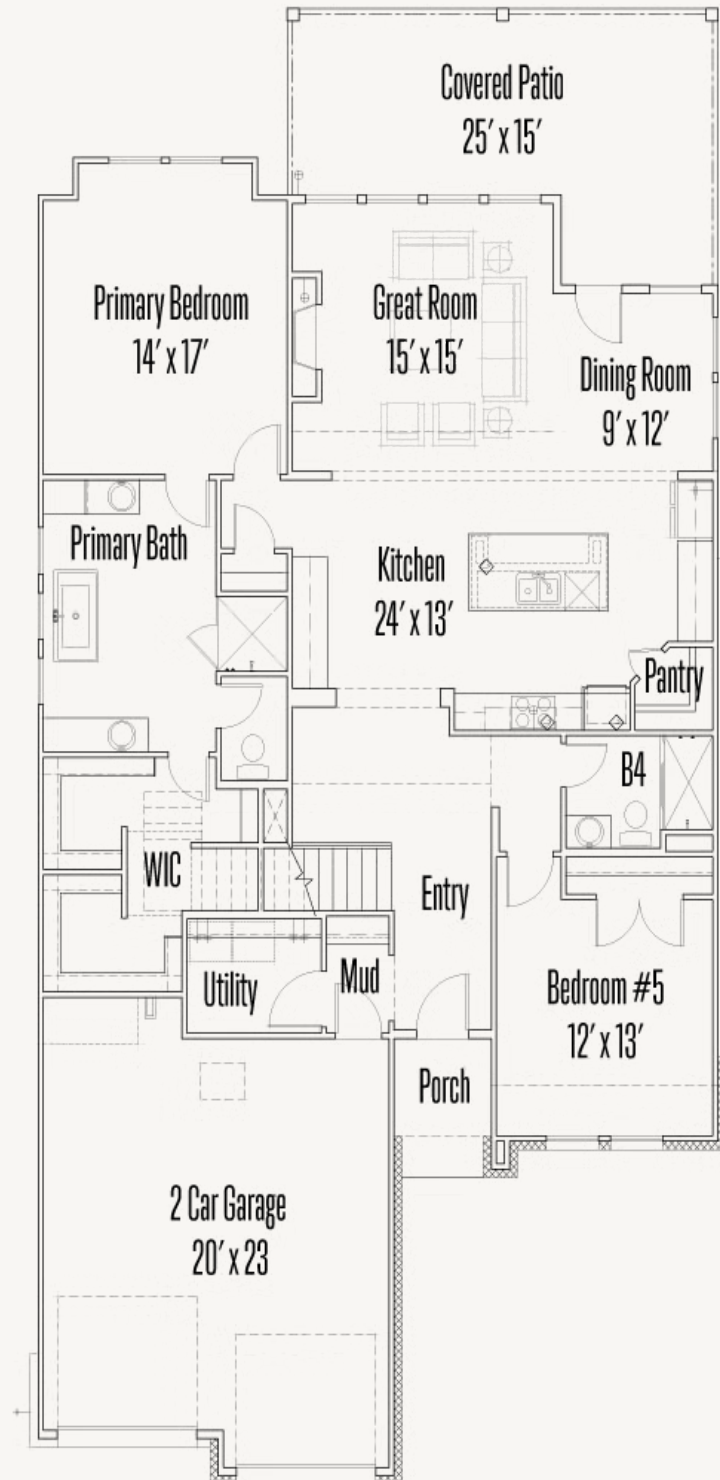 Covered Patio
25′ x 15′
Primary Bedroom
14′ x 17′
Great Room
15′ x 15′
Dining Room
9′ x 12′
Primary Bath
Kitchen
24′ x 13′
Pantry
B4
WIC
Entry
Utility
Mud
Bedroom #5
12′ x 13′
Porch
2 Car Garage
20′ x 23